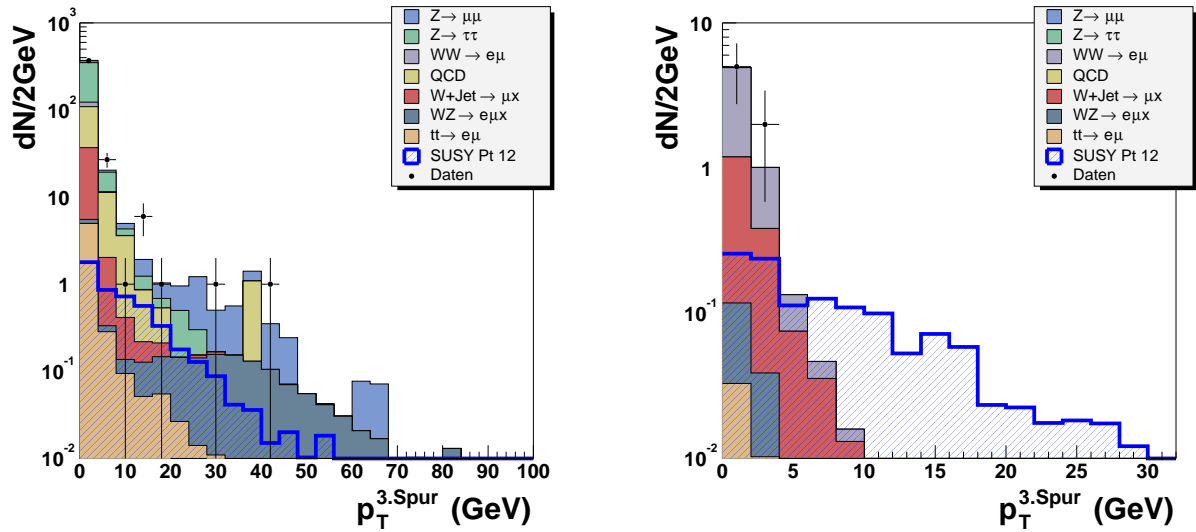 dN/2GeV
10³
10²
10
1
10⁻¹
10⁻²
0 10 20 30 40 50 60 70 80 90 100
p_T^3.Spur (GeV)
Z→ μμ
Z→ ττ
WW → eμ
QCD
W+Jet → μx
WZ → eμx
tt→ eμ
SUSY Pt 12
Daten
dN/2GeV
10
1
10⁻¹
10⁻²
0 5 10 15 20 25 30
p_T^3.Spur (GeV)
Z→ μμ
Z→ ττ
WW → eμ
QCD
W+Jet → μx
WZ → eμx
tt→ eμ
SUSY Pt 12
Daten